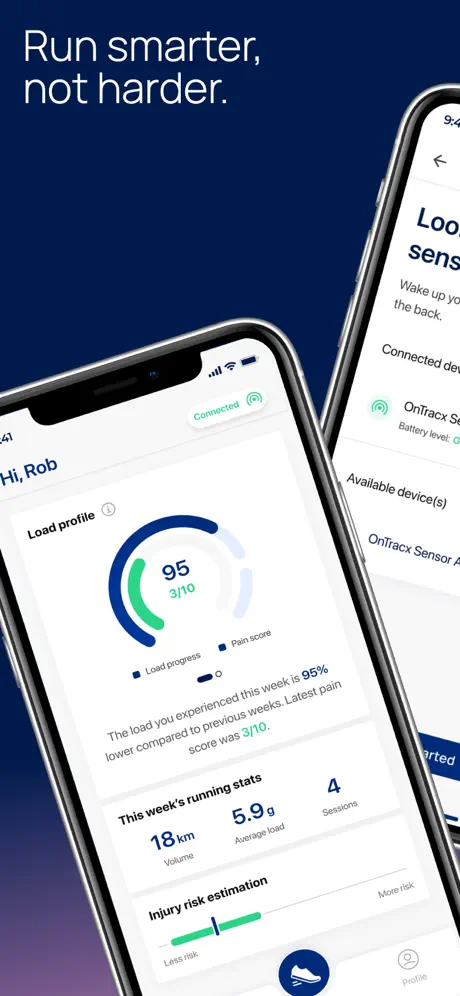 Run smarter,
not harder.
:41
Connected
Hi, Rob
Load profile
95
3/10
Load progress
Pain score
The load you experienced this week is 95%
lower compared to previous weeks. Latest pain
score was 3/10.
This week's running stats
18 km
Volume
5.9 g
Average load
4
Sessions
Injury risk estimation
Less risk
More risk
Profile
9:4
Loo
sens
Wake up yo
the back.
Connected dev
OnTracx Se
Battery level: G
Available device(s)
OnTracx Sensor A
arted